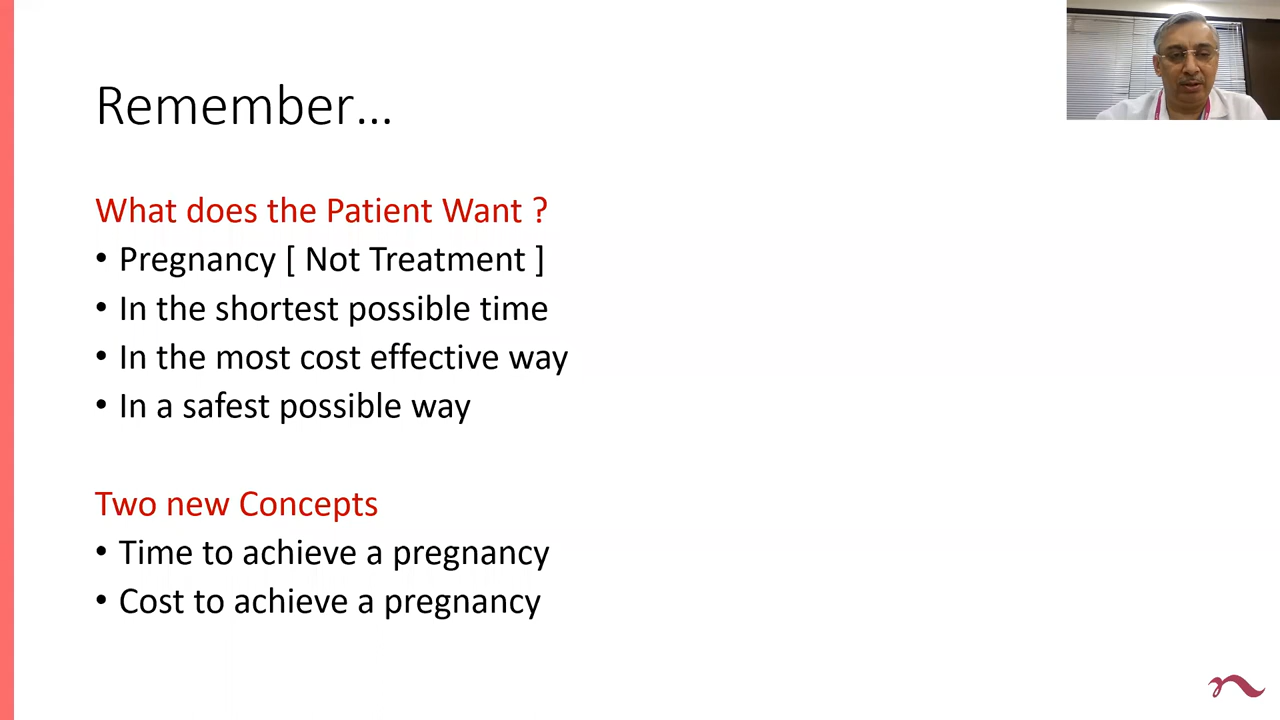 Remember...
What does the Patient Want ?
• Pregnancy [ Not Treatment ]
• In the shortest possible time
• In the most cost effective way
• In a safest possible way
Two new Concepts
• Time to achieve a pregnancy
• Cost to achieve a pregnancy